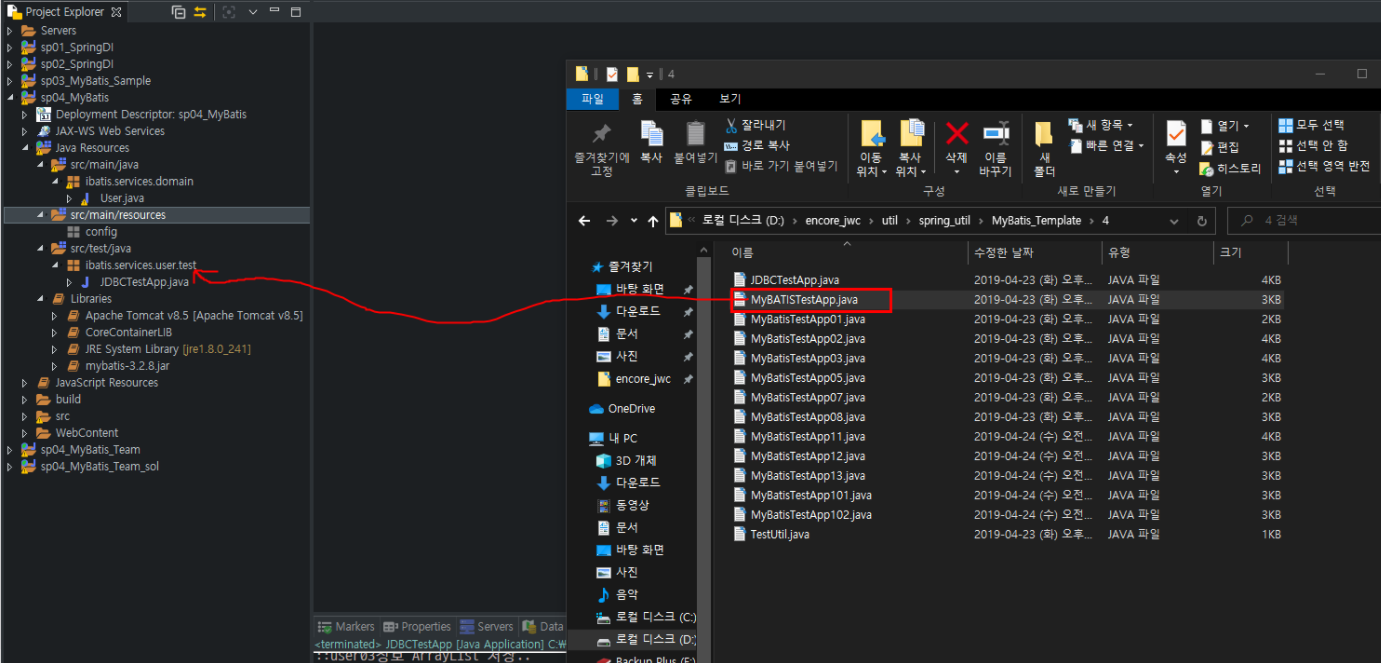 Project Explorer
Servers
sp01_SpringDI
sp02_SpringDI
sp03_MyBatis_Sample
sp04_MyBatis
Deployment Descriptor: sp04_MyBatis
JAX-WS Web Services
Java Resources
src/main/java
ibatis.services.domain
User.java
src/main/resources
config
src/test/java
ibatis.services.user.test
JDBCTestApp.java
Libraries
Apache Tomcat v8.5 [Apache Tomcat v8.5]
CoreContainerLIB
JRE System Library [jre1.8.0_241]
mybatis-3.2.8.jar
JavaScript Resources
build
src
WebContent
sp04_MyBatis_Team
sp04_MyBatis_Team_sol
Markers Properties Servers Data
<terminated> JDBCTestApp [Java Application] C:₩
::user03정보 ArrayList 저장..
4
파일 홈 공유 보기
즐겨찾기에 고정
복사
붙여넣기
잘라내기
경로 복사
바로 가기 붙여넣기
클립보드
이동 위치
복사 위치
삭제
이름 바꾸기
구성
새 폴더
새 항목
빠른 연결
새로 만들기
속성
열기
편집
히스토리
열기
모두 선택
선택 안 함
선택 영역 반전
선택
« 로컬 디스크 (D:) > encore_jwc > util > spring_util > MyBatis_Template > 4
4 검색
즐겨찾기
바탕 화면
다운로드
문서
사진
encore_jwc
OneDrive
내 PC
3D 개체
다운로드
동영상
문서
바탕 화면
사진
음악
로컬 디스크 (C:)
로컬 디스크 (D:)
Backup Plus (F:)
이름 수정한 날짜 유형 크기
JDBCTestApp.java 2019-04-23 (화) 오후... JAVA 파일 4KB
MyBATISTestApp.java 2019-04-23 (화) 오후... JAVA 파일 3KB
MyBatisTestApp01.java 2019-04-23 (화) 오후... JAVA 파일 2KB
MyBatisTestApp02.java 2019-04-23 (화) 오후... JAVA 파일 4KB
MyBatisTestApp03.java 2019-04-23 (화) 오후... JAVA 파일 4KB
MyBatisTestApp05.java 2019-04-23 (화) 오후... JAVA 파일 3KB
MyBatisTestApp07.java 2019-04-23 (화) 오후... JAVA 파일 2KB
MyBatisTestApp08.java 2019-04-23 (화) 오후... JAVA 파일 3KB
MyBatisTestApp11.java 2019-04-24 (수) 오전... JAVA 파일 4KB
MyBatisTestApp12.java 2019-04-24 (수) 오전... JAVA 파일 3KB
MyBatisTestApp13.java 2019-04-24 (수) 오전... JAVA 파일 3KB
MyBatisTestApp101.java 2019-04-24 (수) 오전... JAVA 파일 3KB
MyBatisTestApp102.java 2019-04-24 (수) 오전... JAVA 파일 3KB
TestUtil.java 2019-04-23 (화) 오후... JAVA 파일 1KB